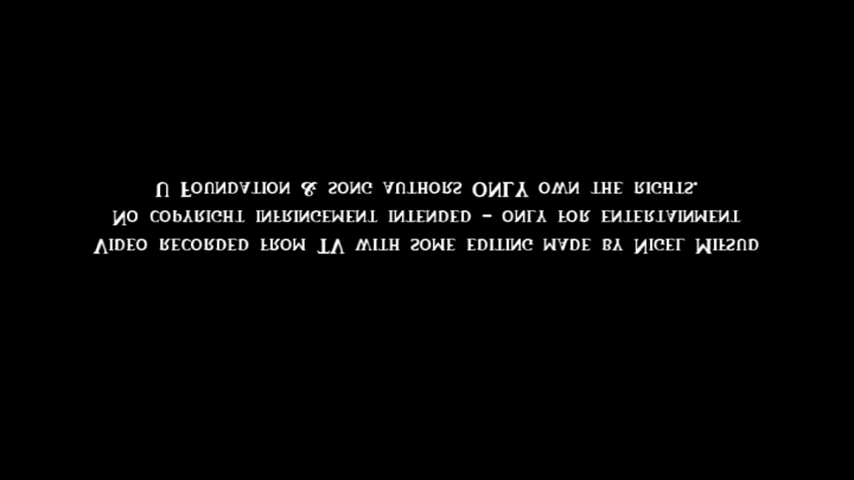 Video recorded from TV with some editing made by Nigel Mifsud
No copyright infringement intended - only for entertainment
U Foundation & song authors ONLY own the rights.